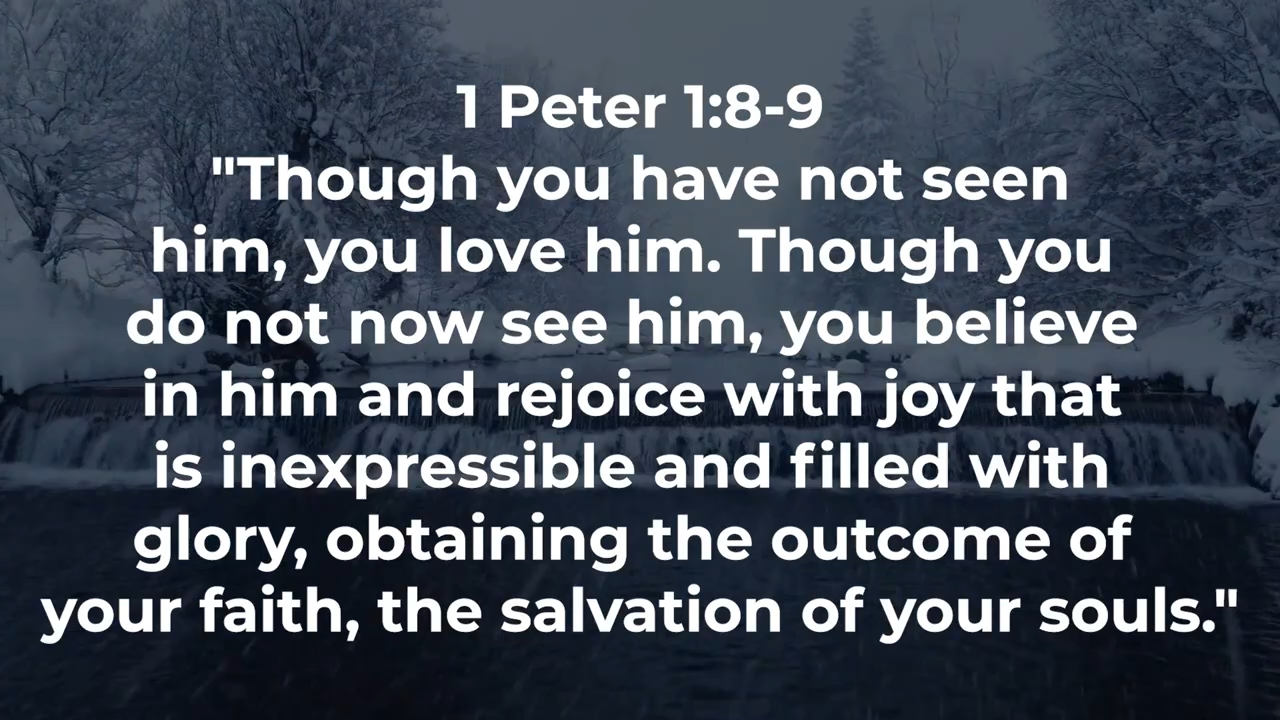 1 Peter 1:8-9
"Though you have not seen
him, you love him. Though you
do not now see him, you believe
in him and rejoice with joy that
is inexpressible and filled with
glory, obtaining the outcome of
your faith, the salvation of your souls."